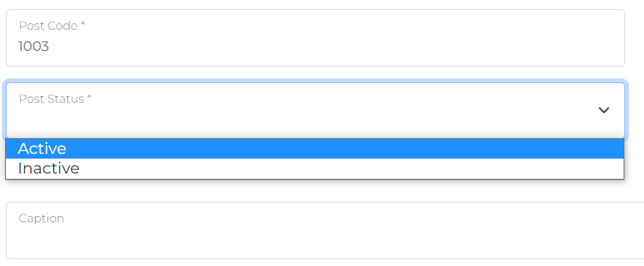 Post Code *
1003
Post Status *
Active
Inactive
Caption